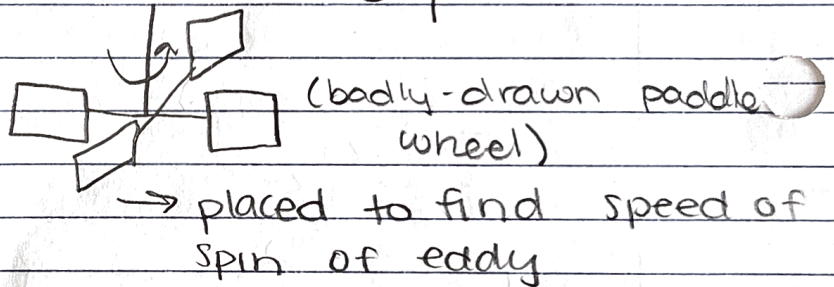 (badly-drawn paddle
wheel)
→ placed to find speed of
spin of eddy